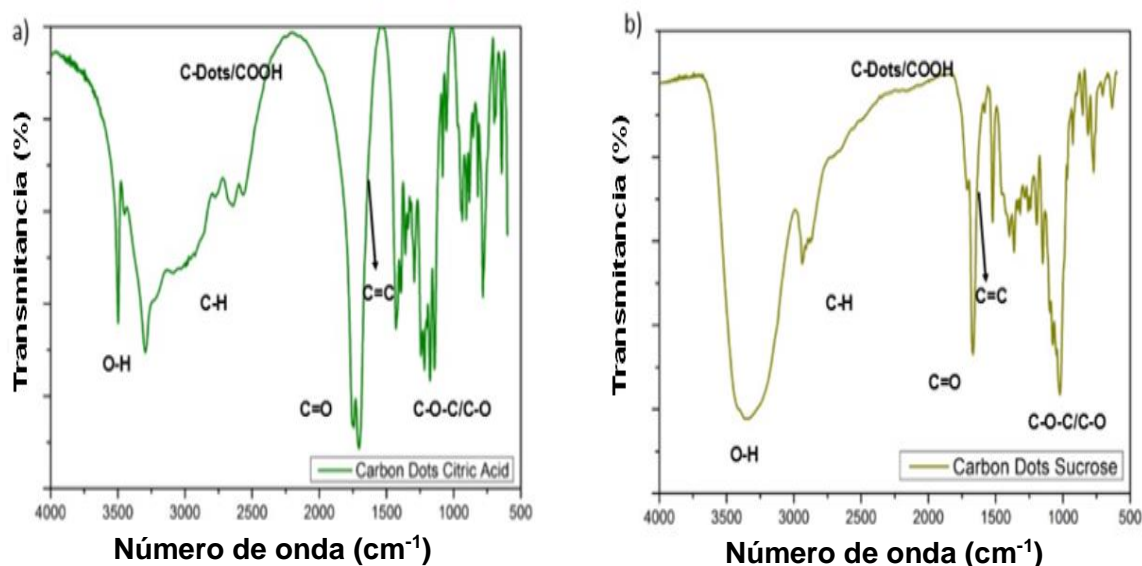 a)
Transmitancia (%)
C-Dots/COOH
C-H
C=C
O-H
C=O
C-O-C/C-O
Carbon Dots Citric Acid
4000 3500 3000 2500 2000 1500 1000 500
Número de onda (cm⁻¹)
b)
Transmitancia (%)
C-Dots/COOH
C-H
C=C
C=O
C-O-C/C-O
O-H
Carbon Dots Sucrose
4000 3500 3000 2500 2000 1500 1000 500
Número de onda (cm⁻¹)